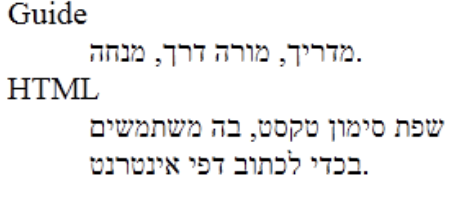 Guide
מדריך, מורה דרך, מנחה.
HTML
שפת סימון טקסט, בה משתמשים
בכדי לכתוב דפי אינטרנט.